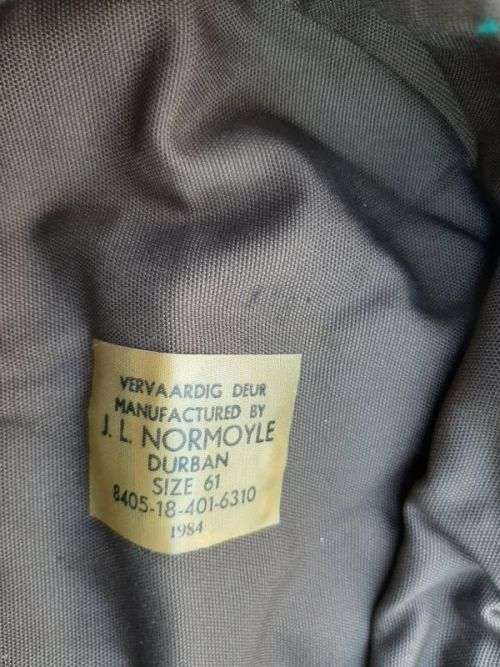 VERVAARDIG DEUR
MANUFACTURED BY
J. L. NORMOYLE
DURBAN
SIZE 61
8405-18-401-6310
1984